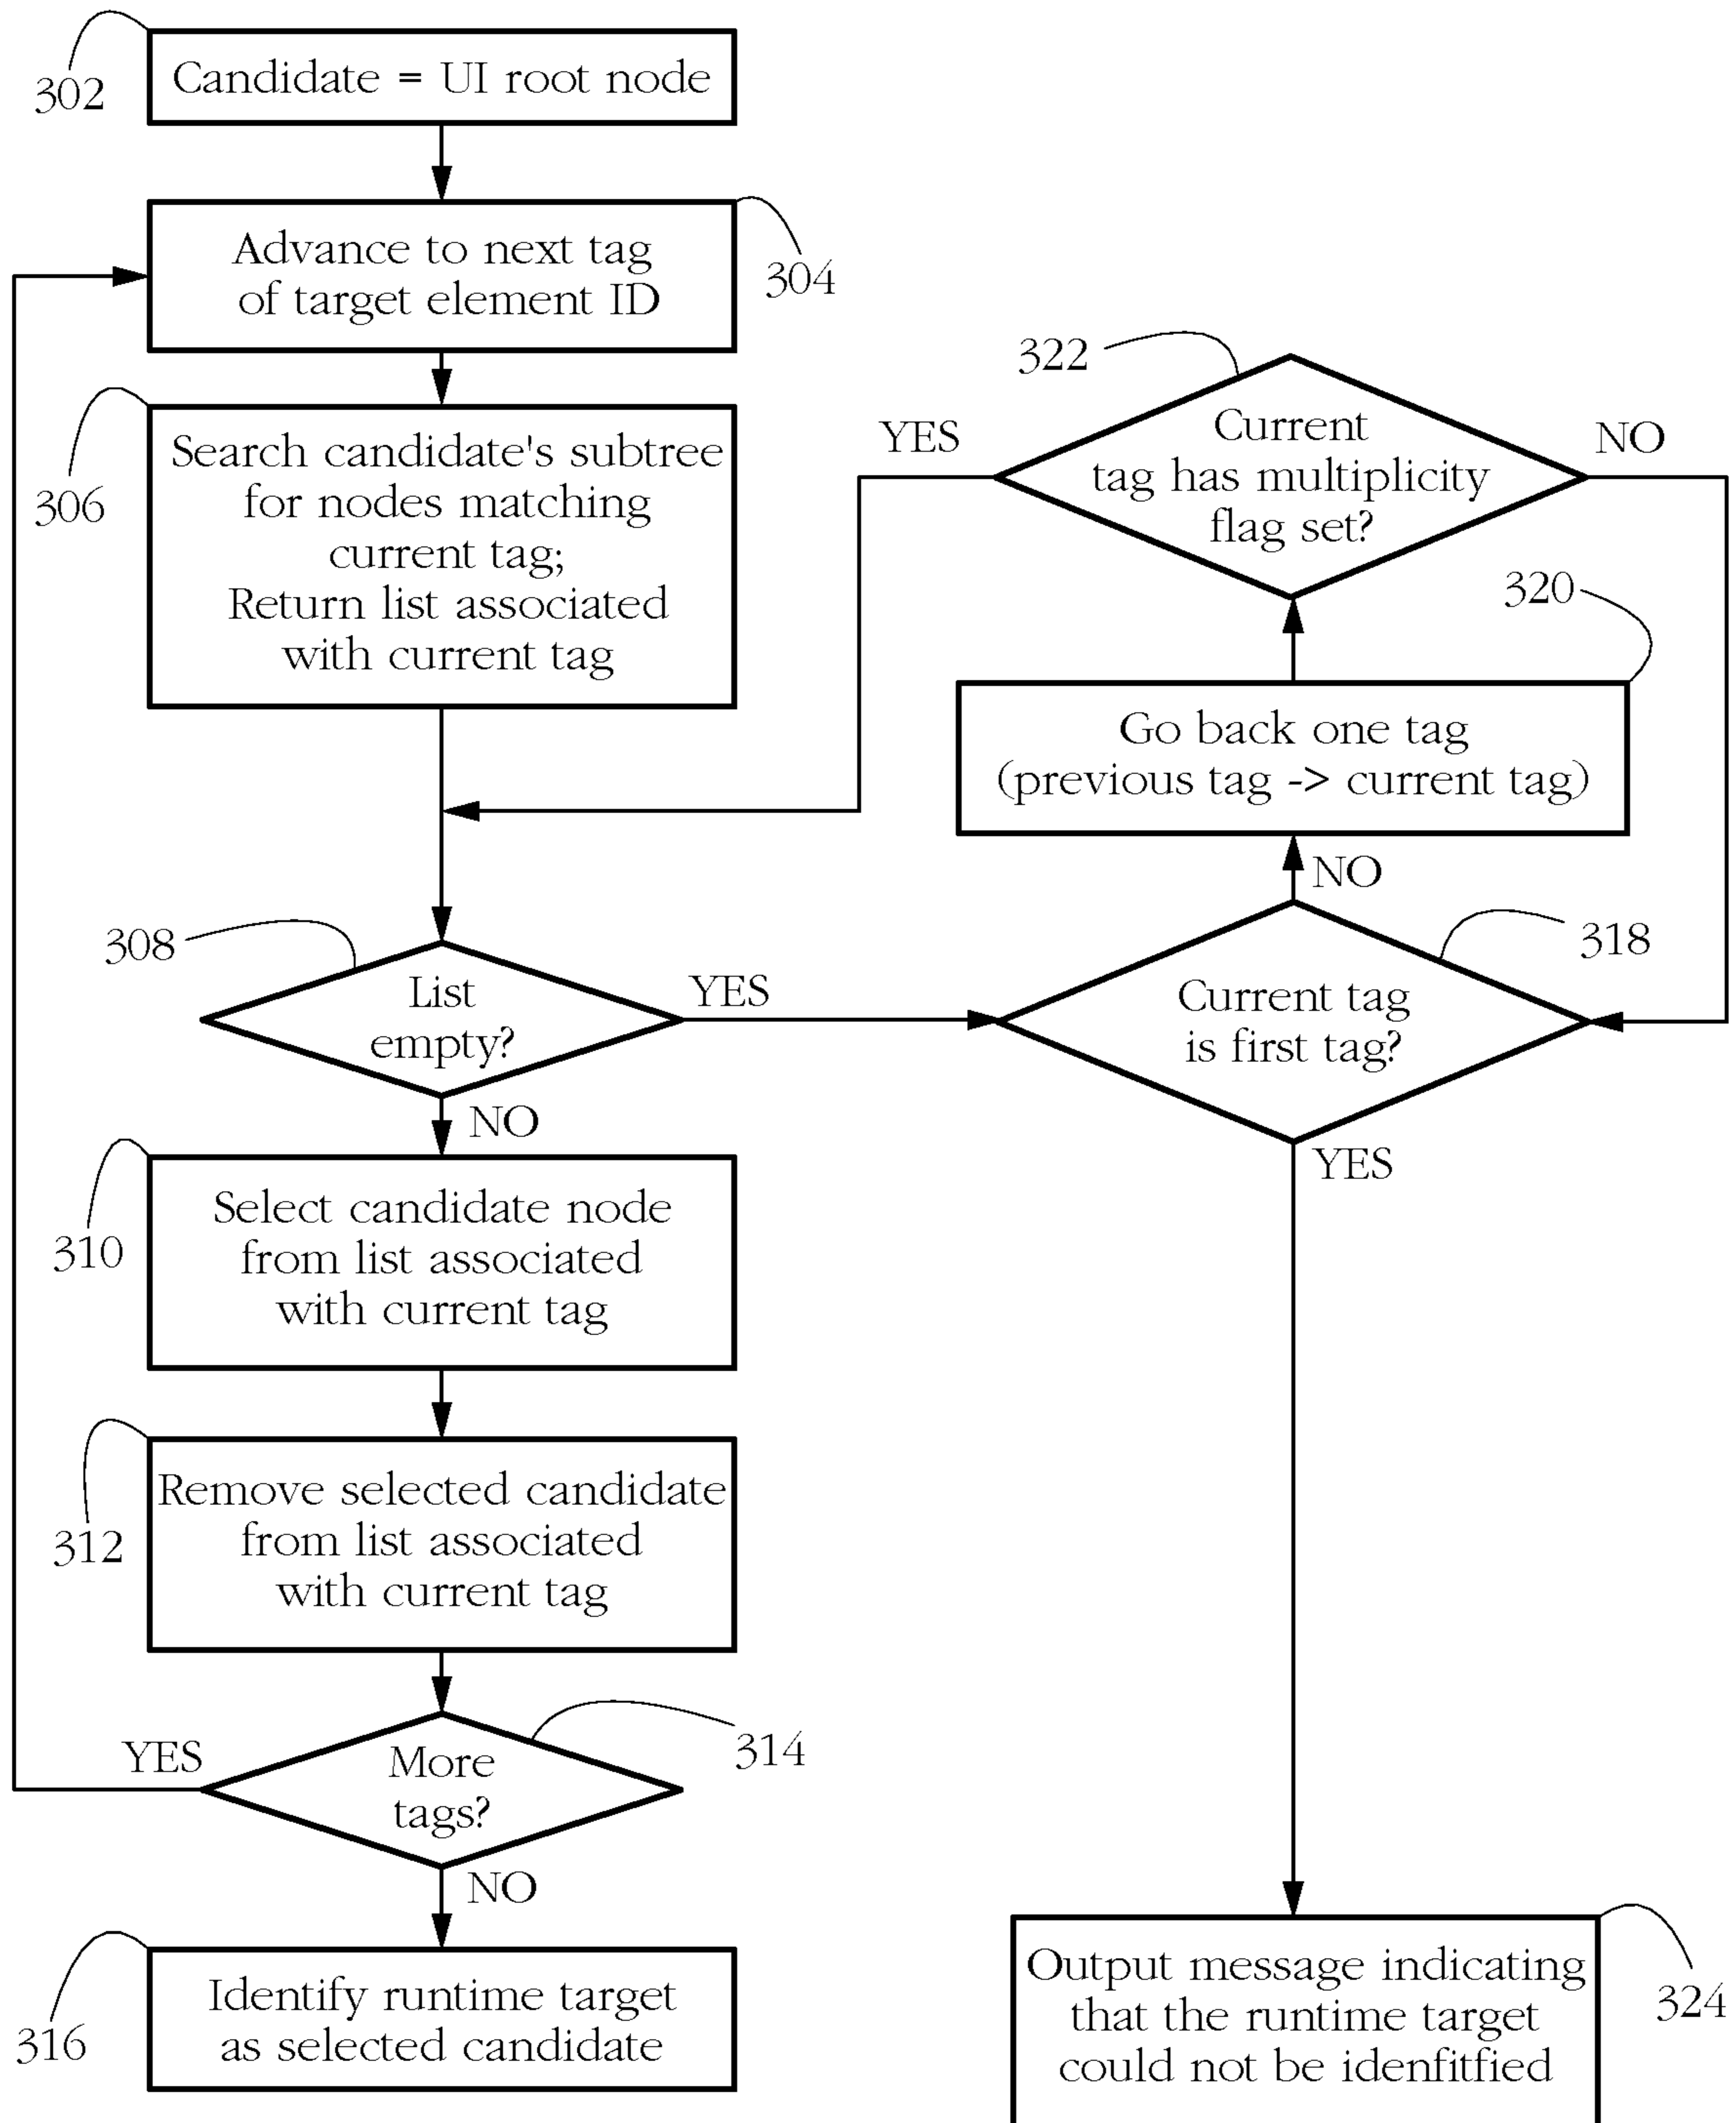 302
Candidate = UI root node
Advance to next tag
of target element ID
304
306
Search candidate's subtree
for nodes matching
current tag;
Return list associated
with current tag
322
YES
Current
tag has multiplicity
flag set?
NO
320
Go back one tag
(previous tag -> current tag)
NO
308
List
empty?
YES
318
Current tag
is first tag?
NO
YES
310
Select candidate node
from list associated
with current tag
312
Remove selected candidate
from list associated
with current tag
YES
More
tags?
314
NO
316
Identify runtime target
as selected candidate
Output message indicating
that the runtime target
could not be idenfitfied
324